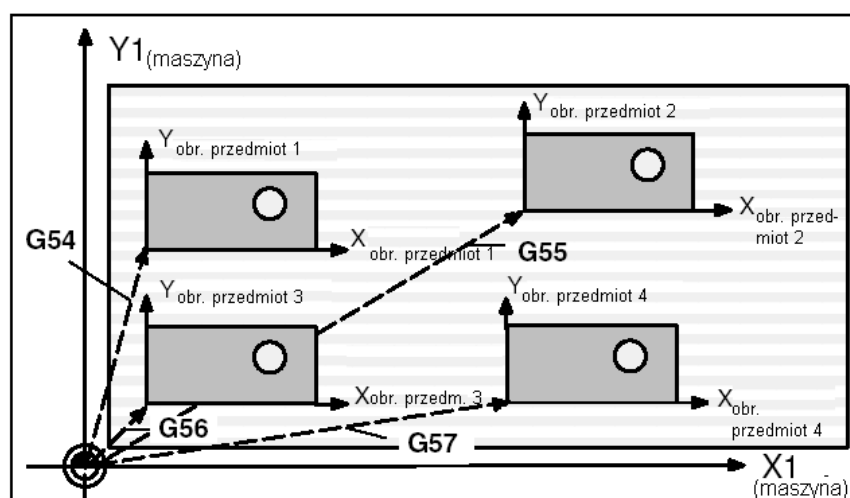 Y1 (maszyna)
Y obr. przedmiot 2
Y obr. przedmiot 1
X obr. przed-
miot 2
G54
X obr. przedmiot 1
G55
Y obr. przedmiot 3
Y obr. przedmiot 4
X obr. przedm. 3
X obr.
przedmiot 4
G56
G57
X1
(maszyna)